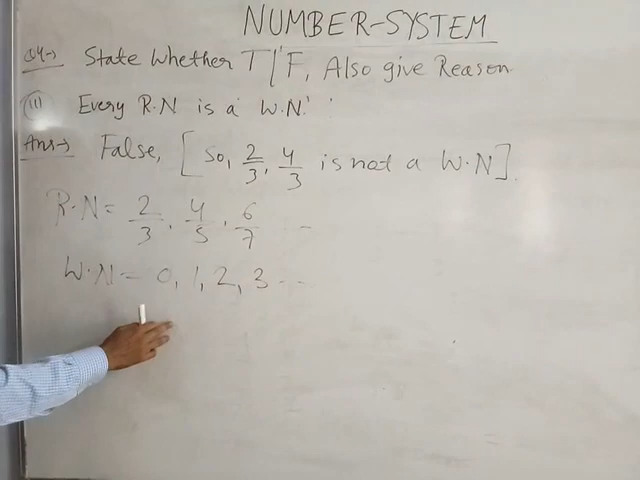 NUMBER-SYSTEM
Q4-> State Whether T/F, Also give Reason.
(iii) Every R.N is a W.N.
Ans-> False, [So, 2/3, 4/3 is not a W.N].
R.N = 2/3, 4/5, 6/7 --
W.N = 0, 1, 2, 3 ---